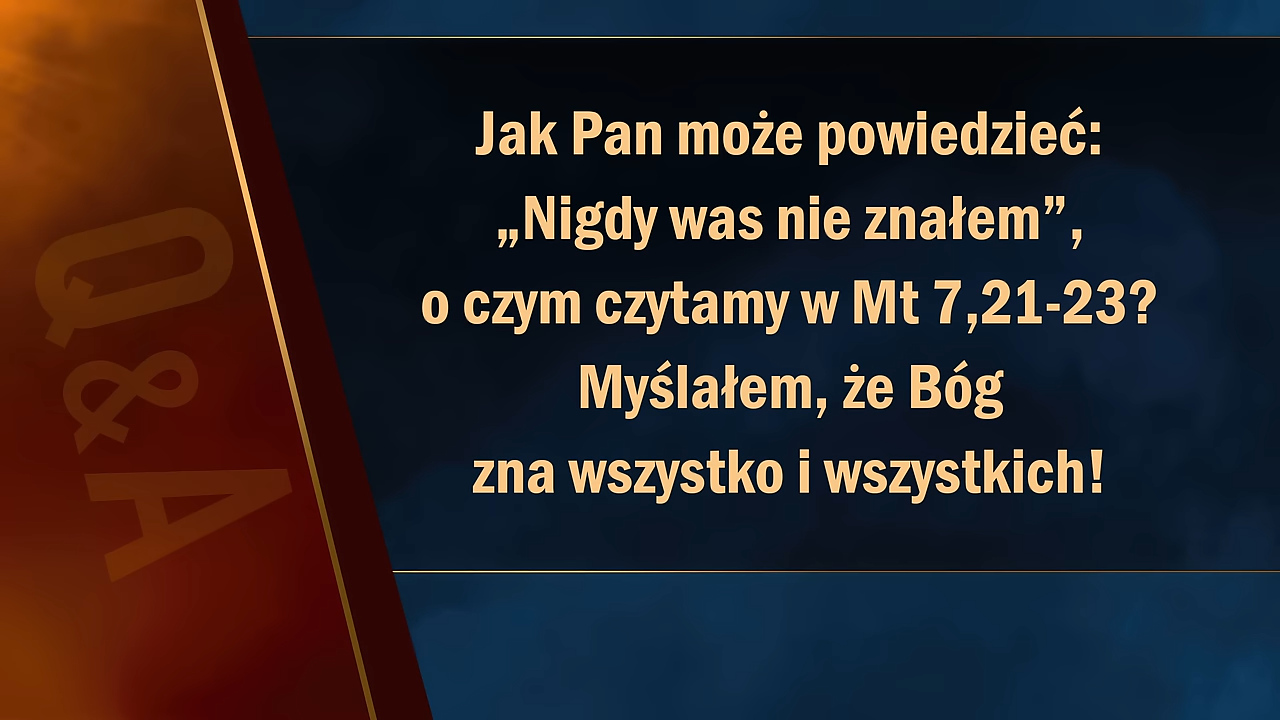 Q & A
Jak Pan może powiedzieć:
„Nigdy was nie znałem”,
o czym czytamy w Mt 7,21-23?
Myślałem, że Bóg
zna wszystko i wszystkich!